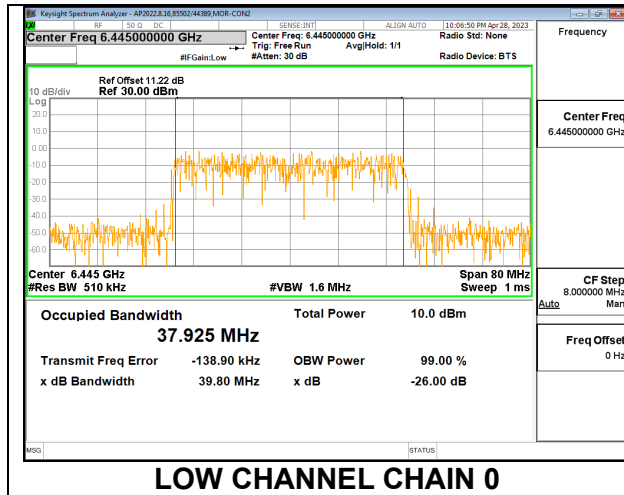 Keysight Spectrum Analyzer - AP2022.8.16,85502/44389,MOR-CON2
RF 50 Ω DC SENSE:INT ALIGN AUTO 10:06:50 PM Apr 28, 2023
Center Freq 6.445000000 GHz Center Freq: 6.445000000 GHz Radio Std: None Frequency
Trig: Free Run Avg|Hold: 1/1
#IFGain:Low #Atten: 30 dB Radio Device: BTS
Ref Offset 11.22 dB
10 dB/div Ref 30.00 dBm
Log
20.0
10.0
0.00
-10.0
-20.0
-30.0
-40.0
-50.0
-60.0
Center Freq
6.445000000 GHz
Center 6.445 GHz Span 80 MHz
#Res BW 510 kHz #VBW 1.6 MHz Sweep 1 ms
CF Step
8.000000 MHz
Auto Man
Occupied Bandwidth Total Power 10.0 dBm
37.925 MHz
Transmit Freq Error -138.90 kHz OBW Power 99.00 %
x dB Bandwidth 39.80 MHz x dB -26.00 dB
Freq Offset
0 Hz
MSG STATUS
LOW CHANNEL CHAIN 0